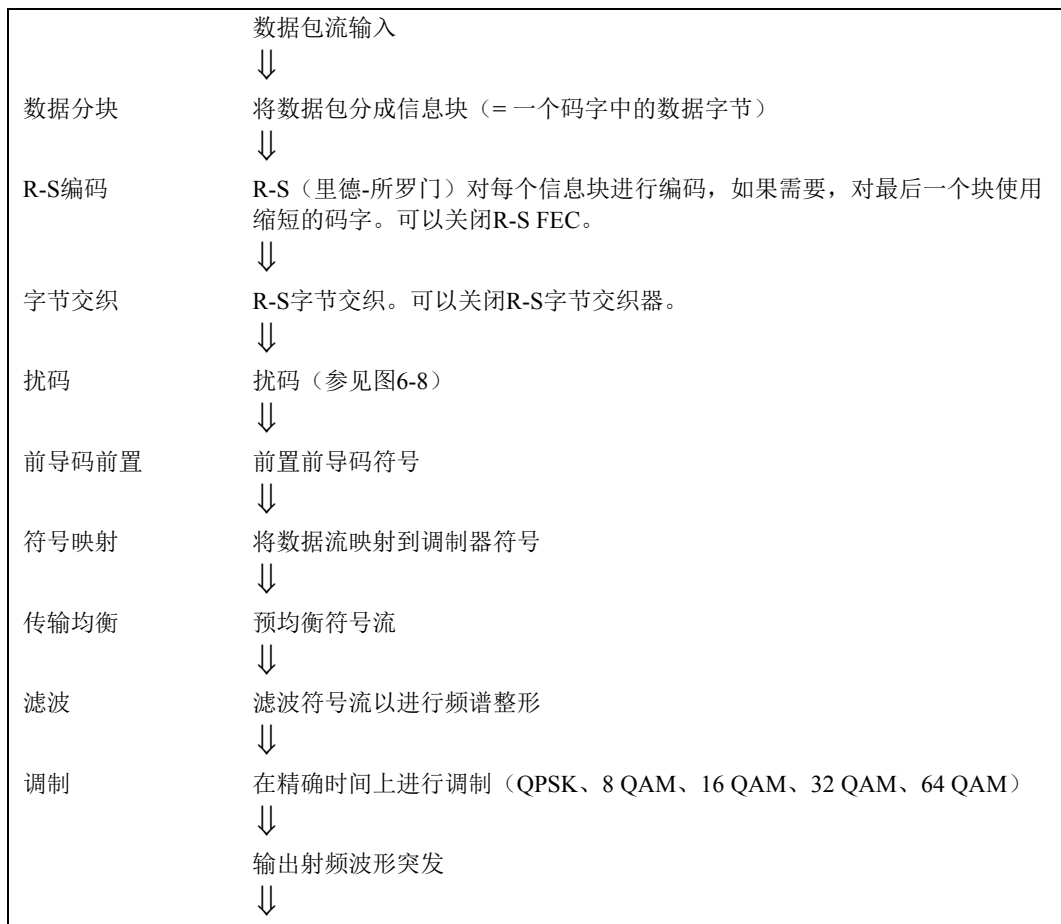 数据包流输入
⇓
数据分块 将数据包分成信息块（= 一个码字中的数据字节）
⇓
R-S编码 R-S（里德-所罗门）对每个信息块进行编码，如果需要，对最后一个块使用
缩短的码字。可以关闭R-S FEC。
⇓
字节交织 R-S字节交织。可以关闭R-S字节交织器。
⇓
扰码 扰码（参见图6-8）
⇓
前导码前置 前置前导码符号
⇓
符号映射 将数据流映射到调制器符号
⇓
传输均衡 预均衡符号流
⇓
滤波 滤波符号流以进行频谱整形
⇓
调制 在精确时间上进行调制（QPSK、8 QAM、16 QAM、32 QAM、64 QAM）
⇓
输出射频波形突发
⇓